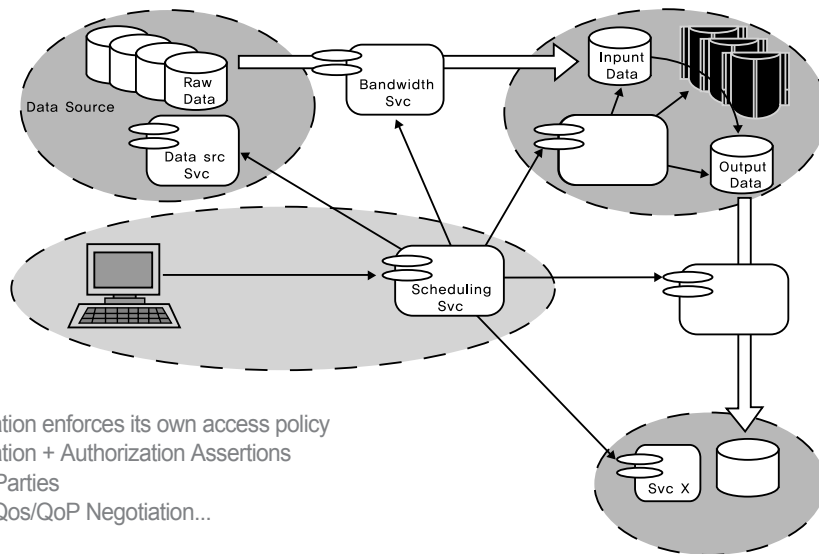 Raw
Data
Data Source
Data src
Svc
Bandwidth
Svc
Inpunt
Data
Output
Data
Scheduling
Svc
Svc X
ation enforces its own access policy
ation + Authorization Assertions
Parties
Qos/QoP Negotiation...